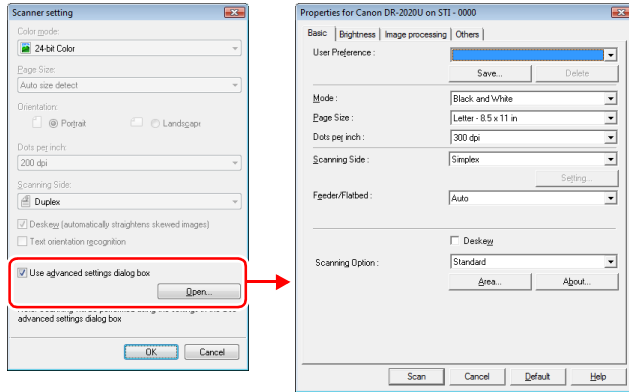 Scanner setting
Color mode:
24-bit Color
Page Size:
Auto size detect
Orientation:
Portrait
Landscape
Dots per inch:
200 dpi
Scanning Side:
Duplex
Deskew (automatically straightens skewed images)
Text orientation recognition
Use advanced settings dialog box
Open...
advanced settings dialog box
OK
Cancel
Properties for Canon DR-2020U on STI - 0000
Basic Brightness Image processing Others
User Preference :
Save... Delete
Mode : Black and White
Page Size : Letter - 8.5 x 11 in
Dots per inch : 300 dpi
Scanning Side : Simplex
Setting...
Feeder/Flatbed : Auto
Deskew
Scanning Option : Standard
Area... About...
Scan Cancel Default Help